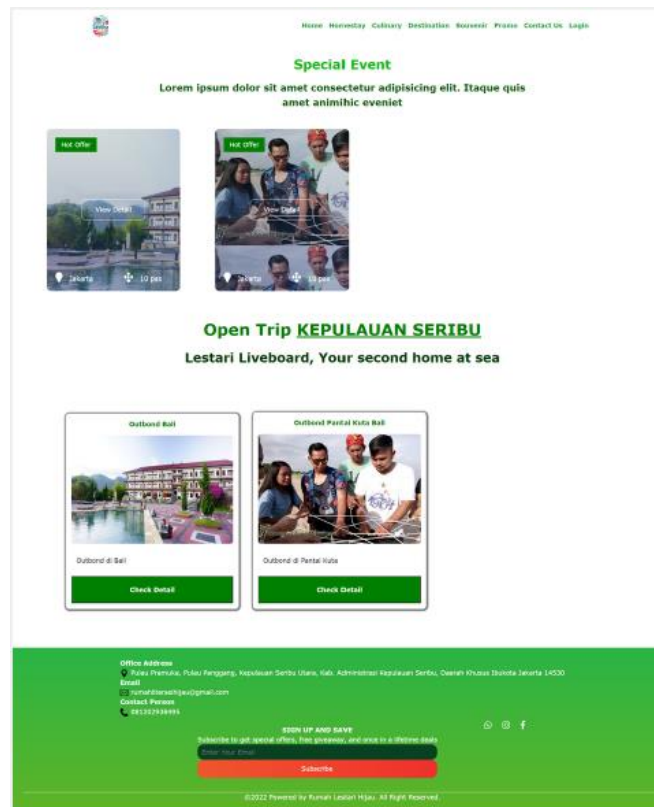 Home Homestay Culinary Destination Souvenir Promo Contact Us Login
Special Event
Lorem ipsum dolor sit amet consectetur adipisicing elit. Itaque quis
amet animihic eveniet
Hot Offer
View Detail
Jakarta 10 pax
Hot Offer
View Detail
Jakarta 10 pax
Open Trip KEPULAUAN SERIBU
Lestari Liveboard, Your second home at sea
Outbond Bali
Outbond di Bali
Check Detail
Outbond Pantai Kuta Bali
Outbond di Pantai Kuta
Check Detail
Office Address
Pulau Pramuka, Pulau Panggang, Kepulauan Seribu Utara, Kab. Administrasi Kepulauan Seribu, Daerah Khusus Ibukota Jakarta 14530
Email
Contact Person
081202938495
SIGN UP AND SAVE
Subscribe to get special offers, free giveaway, and once in a lifetime deals
Enter Your Email
Subscribe
©2022 Powered by Rumah Lestari Hijau. All Right Reserved.